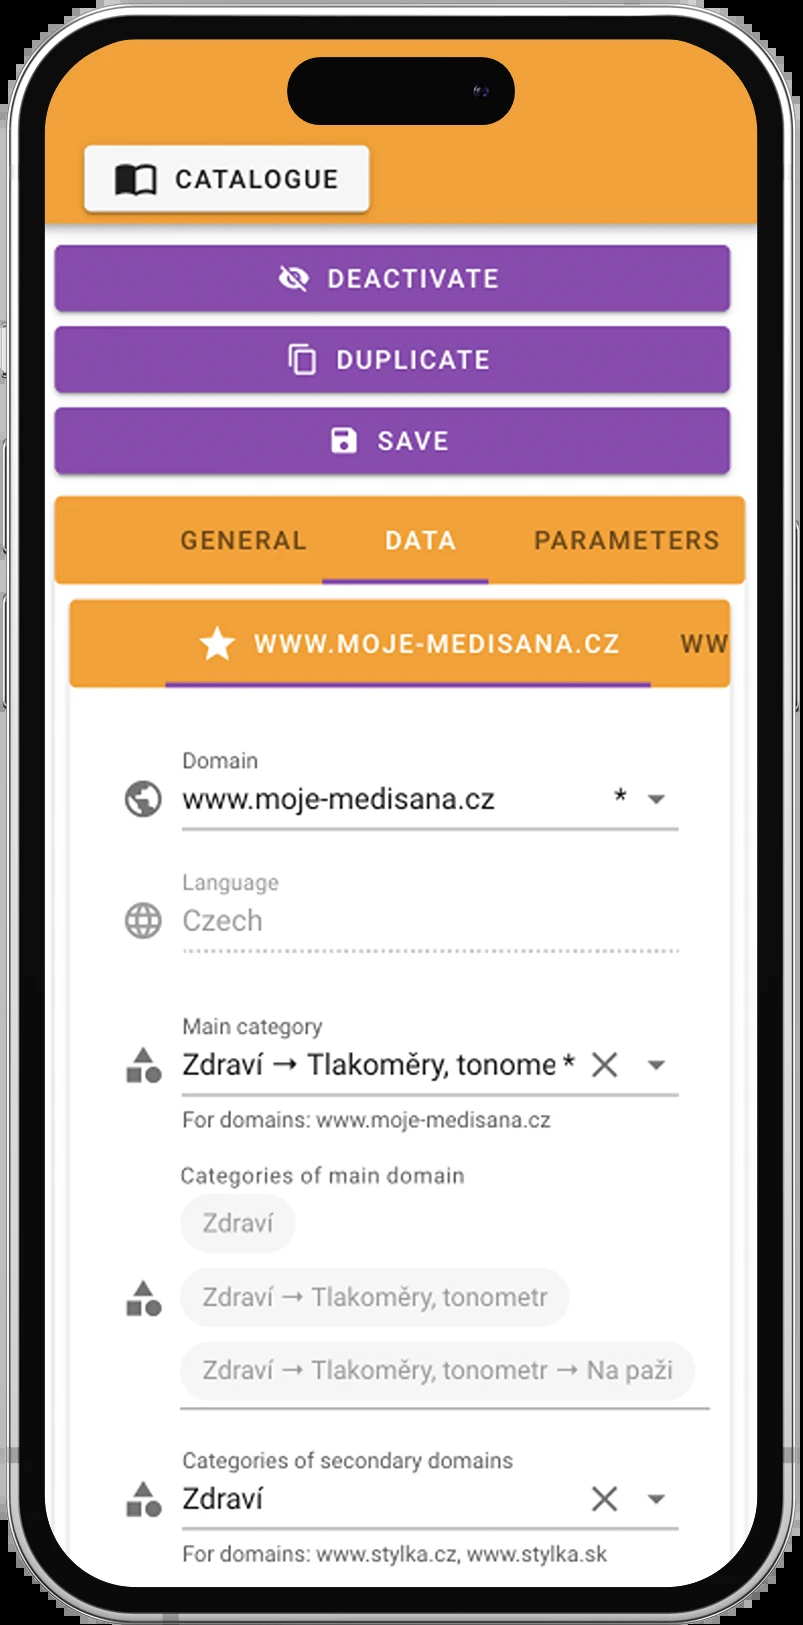 CATALOGUE
DEACTIVATE
DUPLICATE
SAVE
GENERAL DATA PARAMETERS
WWW.MOJE-MEDISANA.CZ WW
Domain
www.moje-medisana.cz *
Language
Czech
Main category
Zdraví → Tlakoměry, tonome *
For domains: www.moje-medisana.cz
Categories of main domain
Zdraví
Zdraví → Tlakoměry, tonometr
Zdraví → Tlakoměry, tonometr → Na paži
Categories of secondary domains
Zdraví
For domains: www.stylka.cz, www.stylka.sk